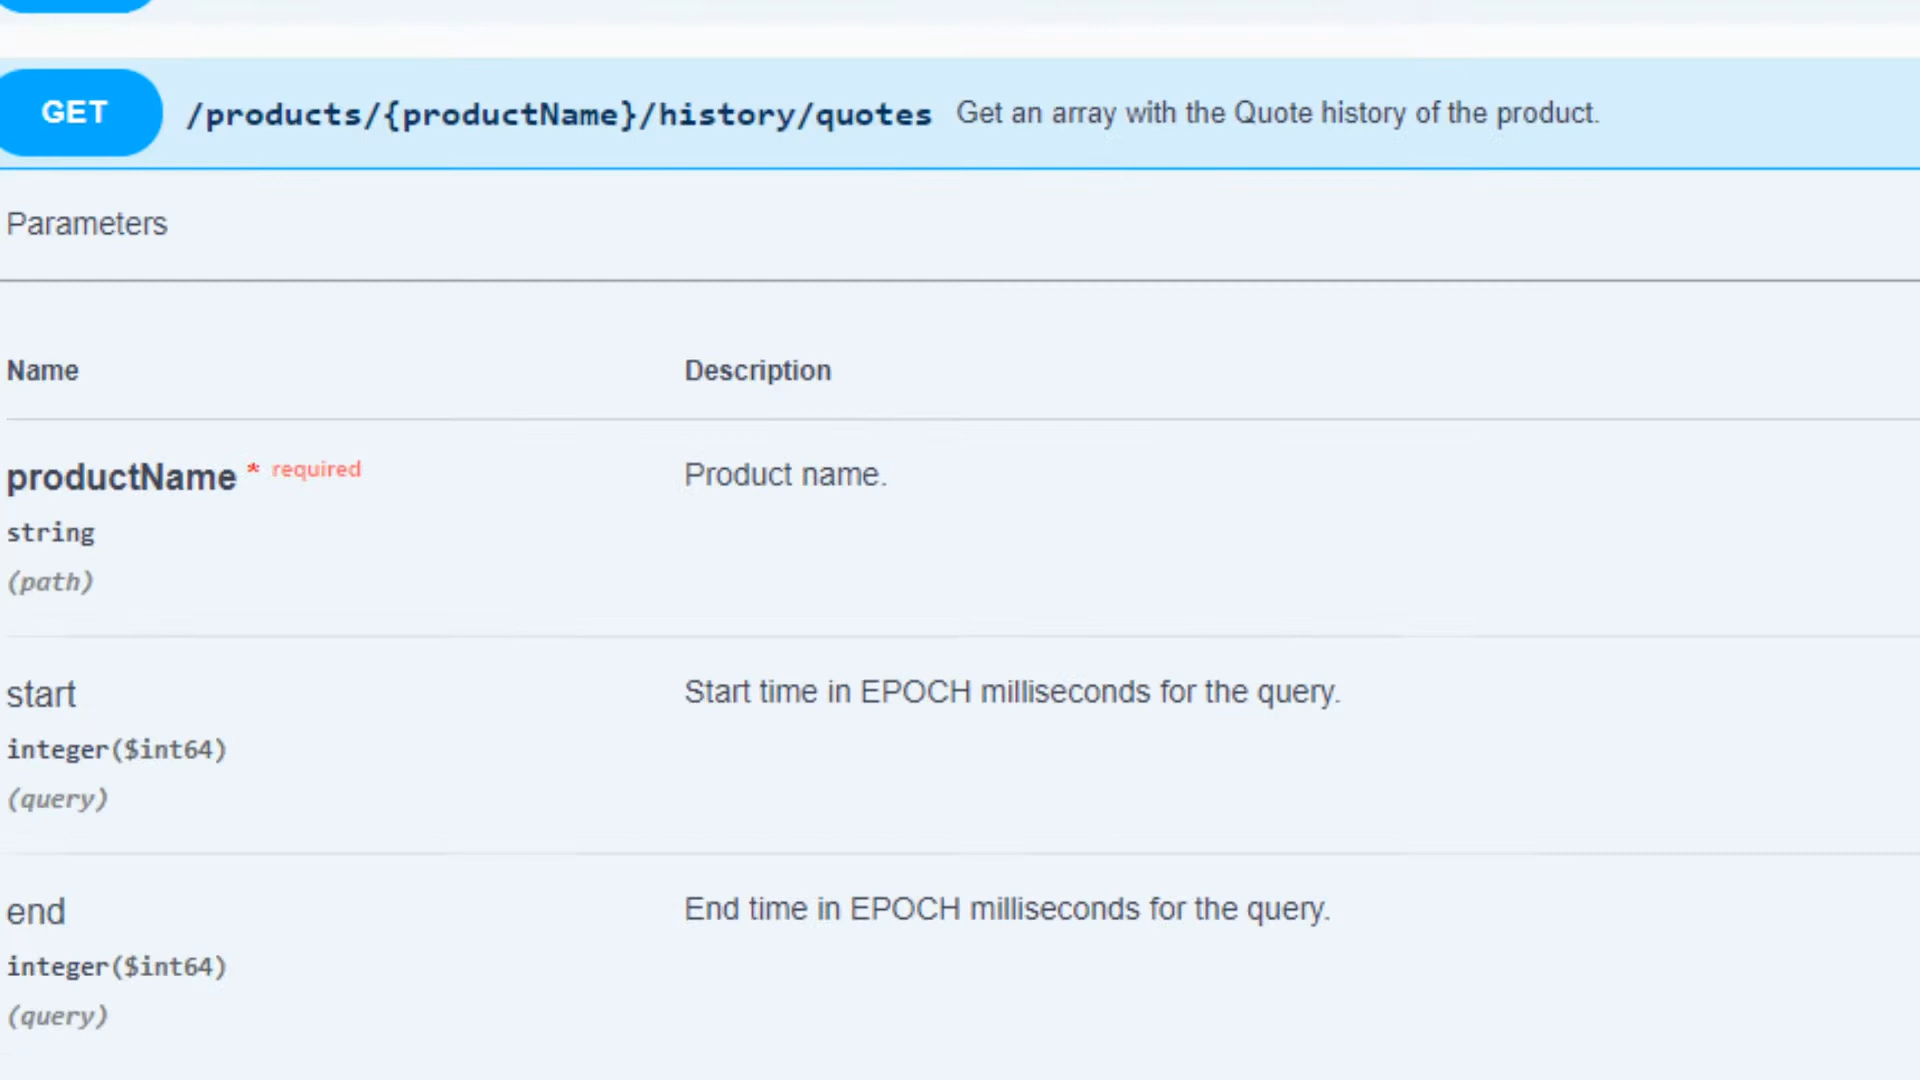 GET /products/{productName}/history/quotes Get an array with the Quote history of the product.
Parameters
Name Description
productName * required Product name.
string
(path)
start Start time in EPOCH milliseconds for the query.
integer($int64)
(query)
end End time in EPOCH milliseconds for the query.
integer($int64)
(query)